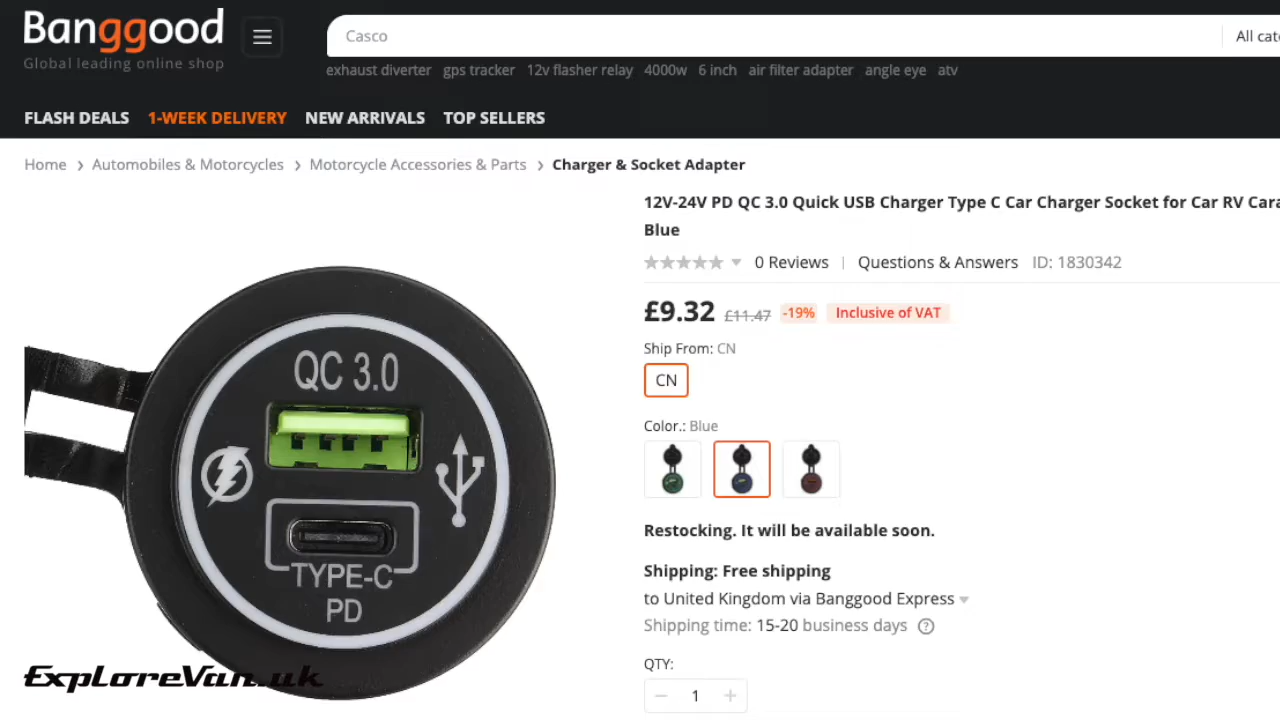 Banggood
Global leading online shop
Casco
All cat
exhaust diverter gps tracker 12v flasher relay 4000w 6 inch air filter adapter angle eye atv
FLASH DEALS 1-WEEK DELIVERY NEW ARRIVALS TOP SELLERS
Home > Automobiles & Motorcycles > Motorcycle Accessories & Parts > Charger & Socket Adapter
12V-24V PD QC 3.0 Quick USB Charger Type C Car Charger Socket for Car RV Cara
Blue
0 Reviews | Questions & Answers ID: 1830342
£9.32 £11.47 -19% Inclusive of VAT
Ship From: CN
CN
Color.: Blue
Restocking. It will be available soon.
Shipping: Free shipping
to United Kingdom via Banggood Express
Shipping time: 15-20 business days ?
QTY:
− 1 +
QC 3.0
TYPE-C
PD
ExploreVan.uk